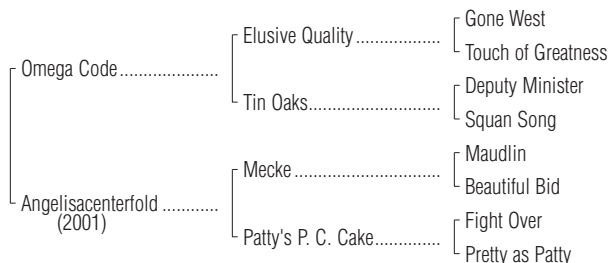 Gone West
Elusive Quality
Touch of Greatness
Omega Code
Deputy Minister
Tin Oaks
Squan Song
Maudlin
Mecke
Beautiful Bid
Angelisacenterfold
(2001)
Fight Over
Patty's P. C. Cake
Pretty as Patty